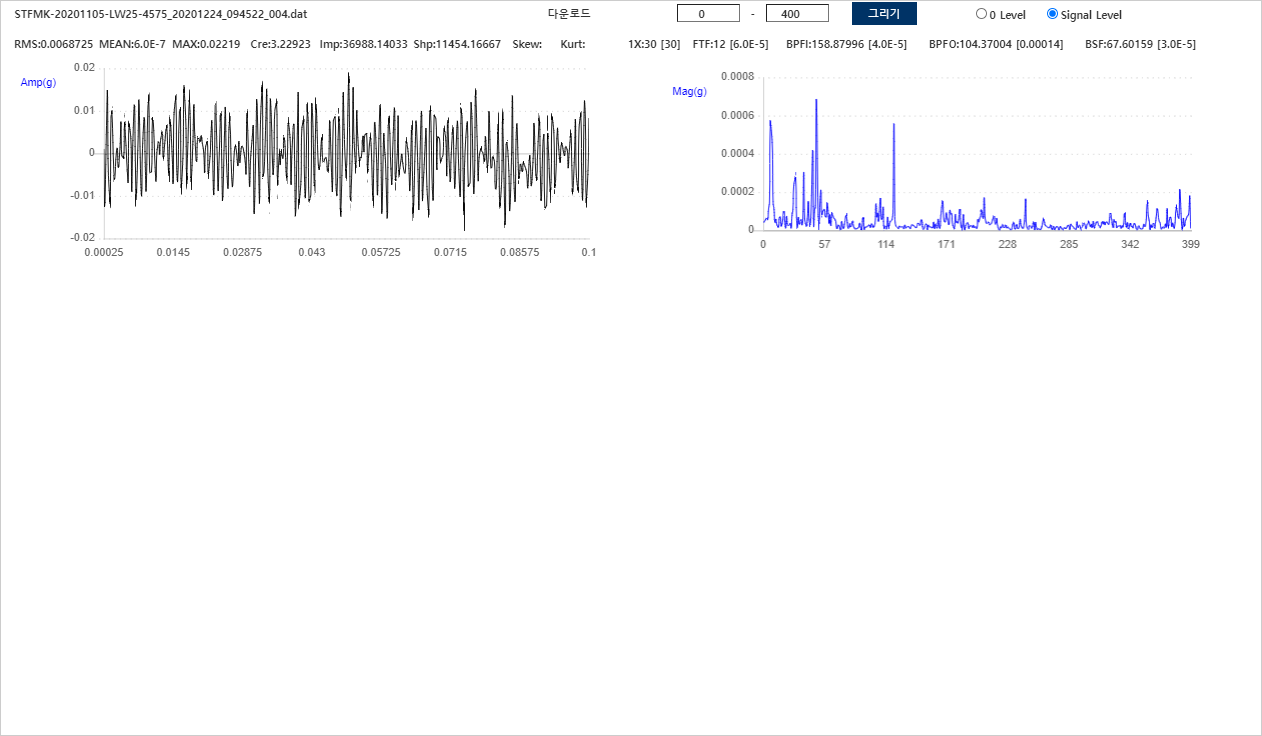 STFMK-20201105-LW25-4575_20201224_094522_004.dat 다운로드 0 - 400 그리기 0 Level Signal Level
RMS:0.0068725 MEAN:6.0E-7 MAX:0.02219 Cre:3.22923 Imp:36988.14033 Shp:11454.16667 Skew: Kurt: 1X:30 [30] FTF:12 [6.0E-5] BPFI:158.87996 [4.0E-5] BPFO:104.37004 [0.00014] BSF:67.60159 [3.0E-5]
Amp(g)
0.02
0.01
0
-0.01
-0.02
0.00025 0.0145 0.02875 0.043 0.05725 0.0715 0.08575 0.1
Mag(g)
0.0008
0.0006
0.0004
0.0002
0
0 57 114 171 228 285 342 399